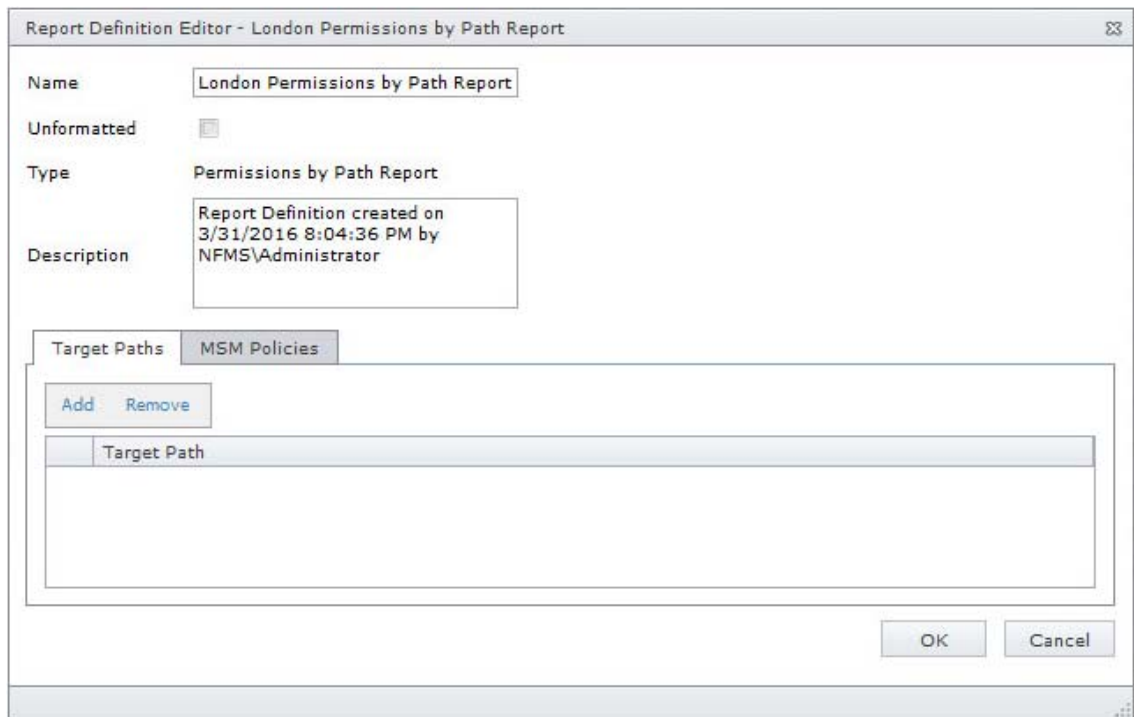 Report Definition Editor - London Permissions by Path Report
Name
London Permissions by Path Report
Unformatted
Type
Permissions by Path Report
Description
Report Definition created on
3/31/2016 8:04:36 PM by
NFMS\Administrator
Target Paths
MSM Policies
Add
Remove
Target Path
OK
Cancel